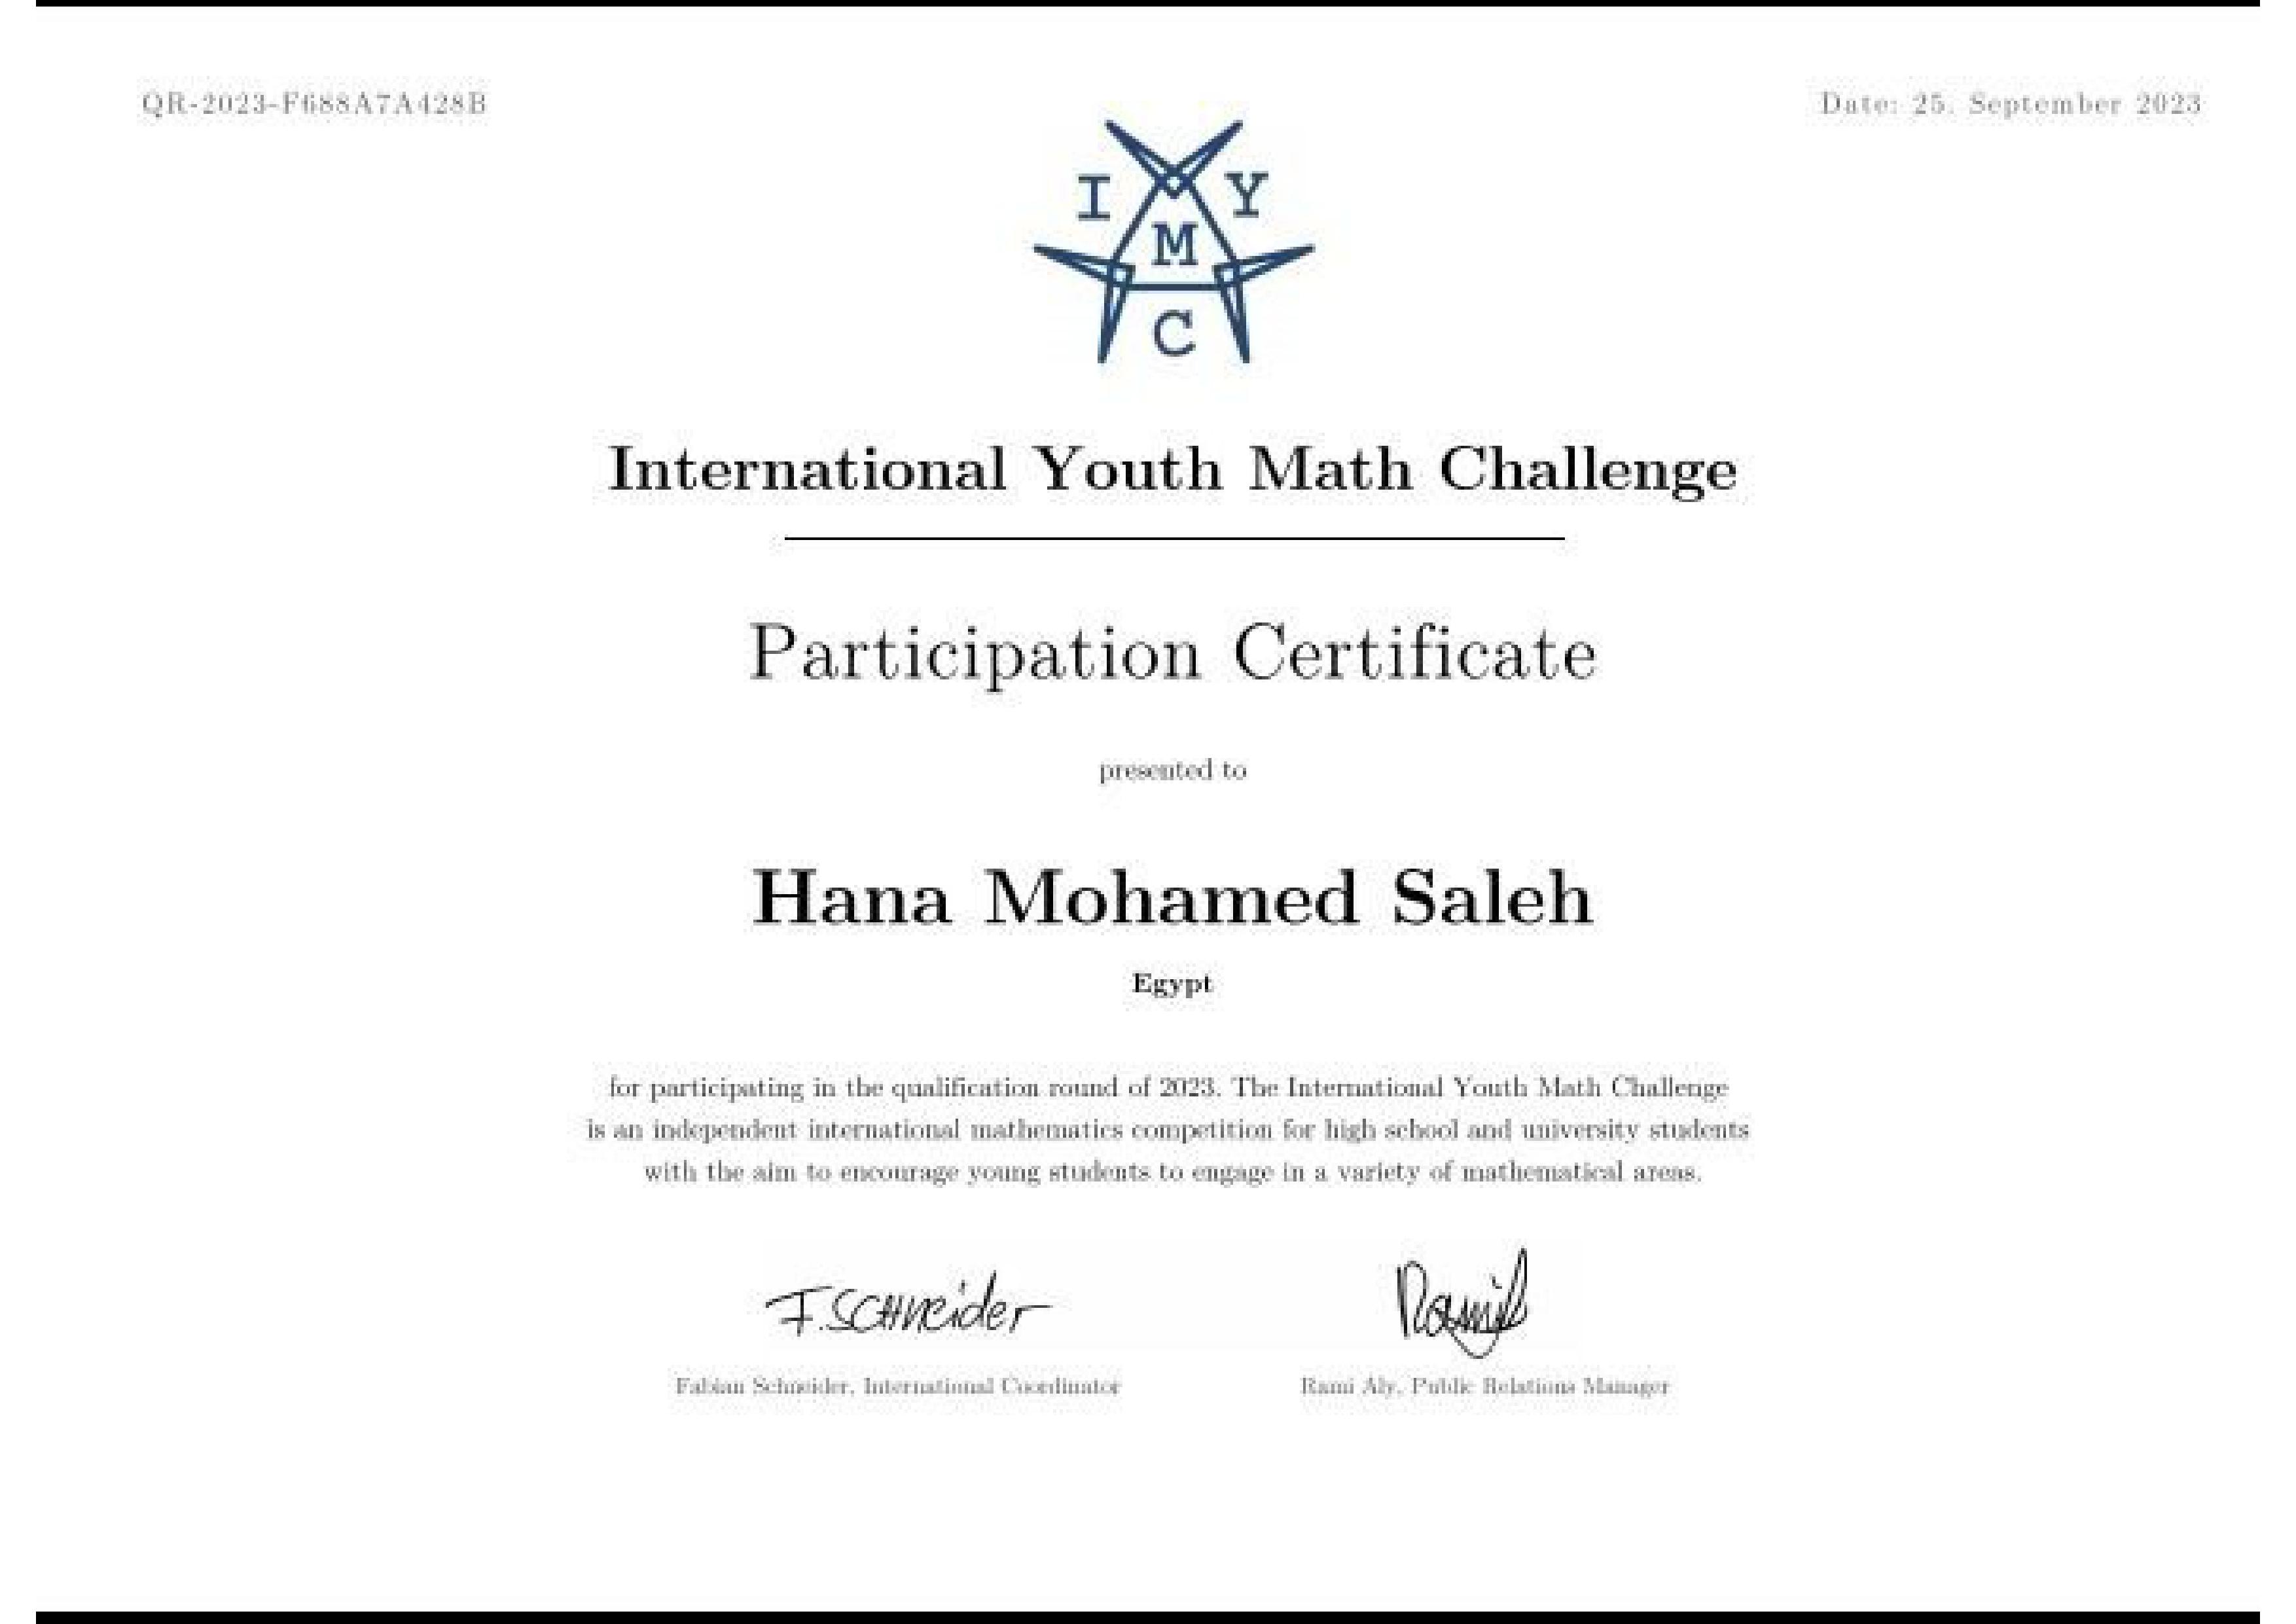 QR-2023-F688A7A428B
Date: 25. September 2023
I Y
M
C
International Youth Math Challenge
Participation Certificate
presented to
Hana Mohamed Saleh
Egypt
for participating in the qualification round of 2023. The International Youth Math Challenge
is an independent international mathematics competition for high school and university students
with the aim to encourage young students to engage in a variety of mathematical areas.
F. Schneider
Fabian Schneider, International Coordinator
Rami Aly, Public Relations Manager